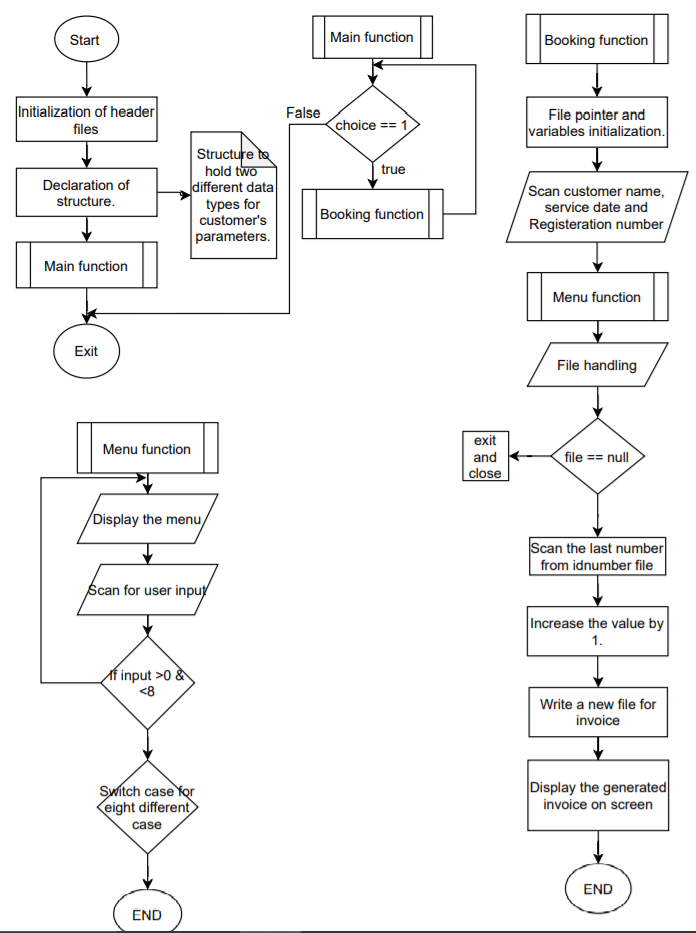 Start
Initialization of header
files
Declaration of
structure.
Structure to
hold two
different data
types for
customer's
parameters.
Main function
Exit
Main function
choice == 1
False
true
Booking function
Booking function
File pointer and
variables initialization.
Scan customer name,
service date and
Registeration number
Menu function
File handling
file == null
exit
and
close
Scan the last number
from idnumber file
Increase the value by
1.
Write a new file for
invoice
Display the generated
invoice on screen
END
Menu function
Display the menu
Scan for user input
If input >0 &
<8
Switch case for
eight different
case
END